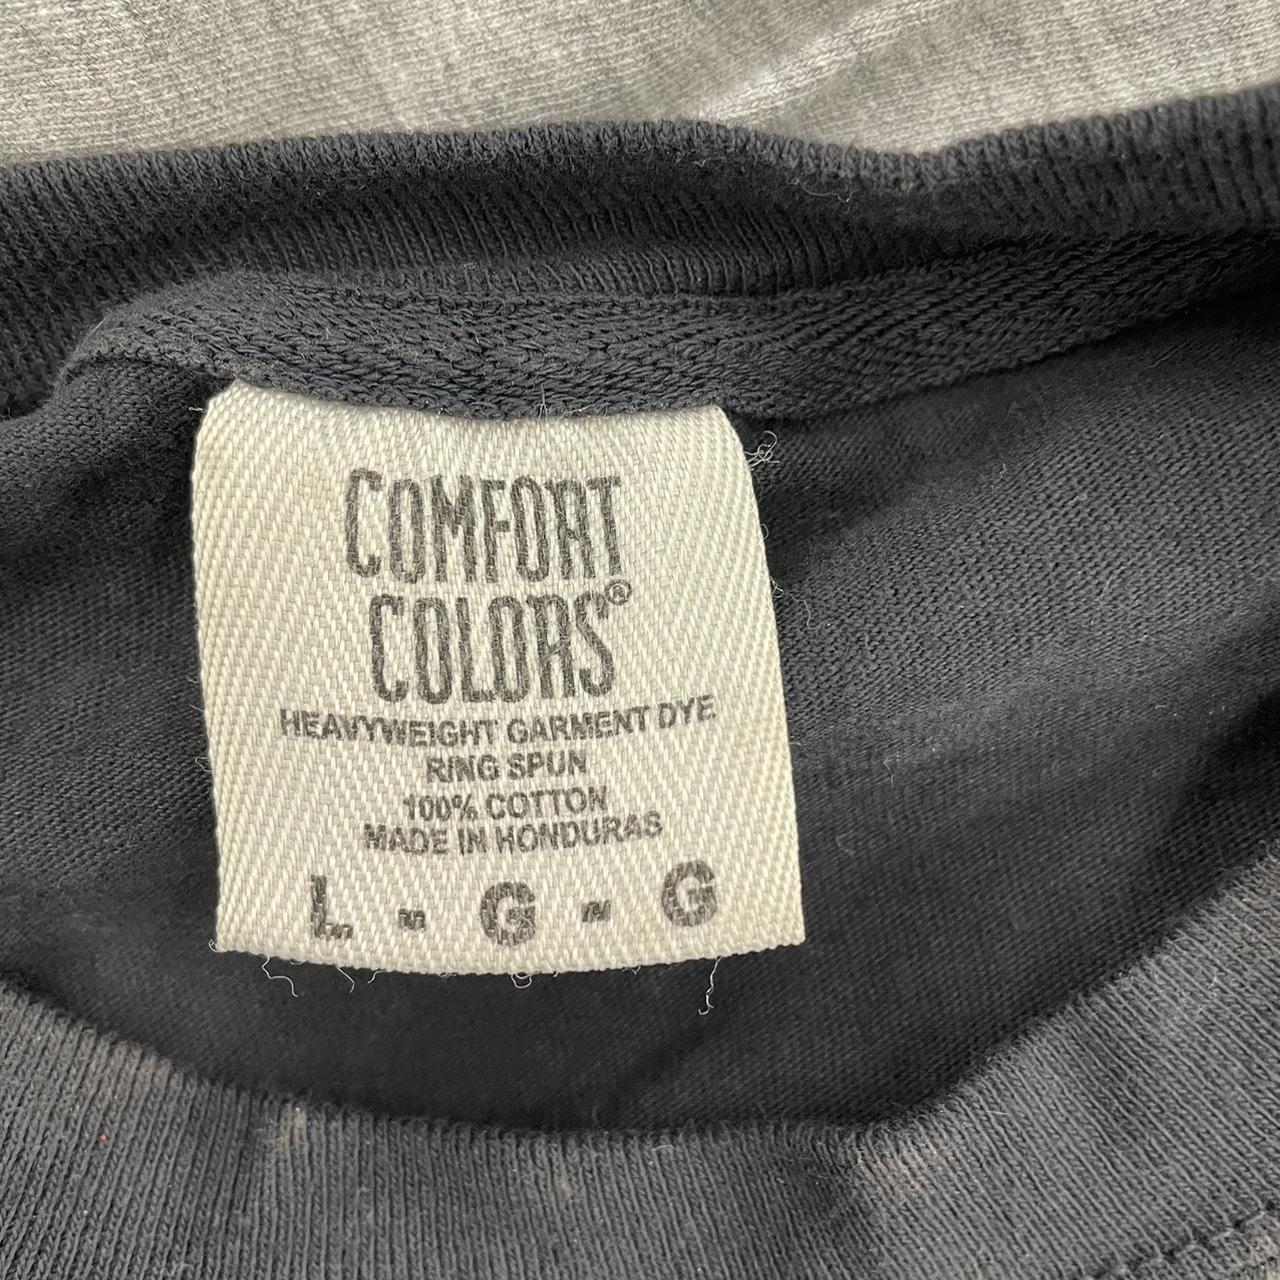 COMFORT
COLORS®
HEAVYWEIGHT GARMENT DYE
RING SPUN
100% COTTON
MADE IN HONDURAS
L - G - G